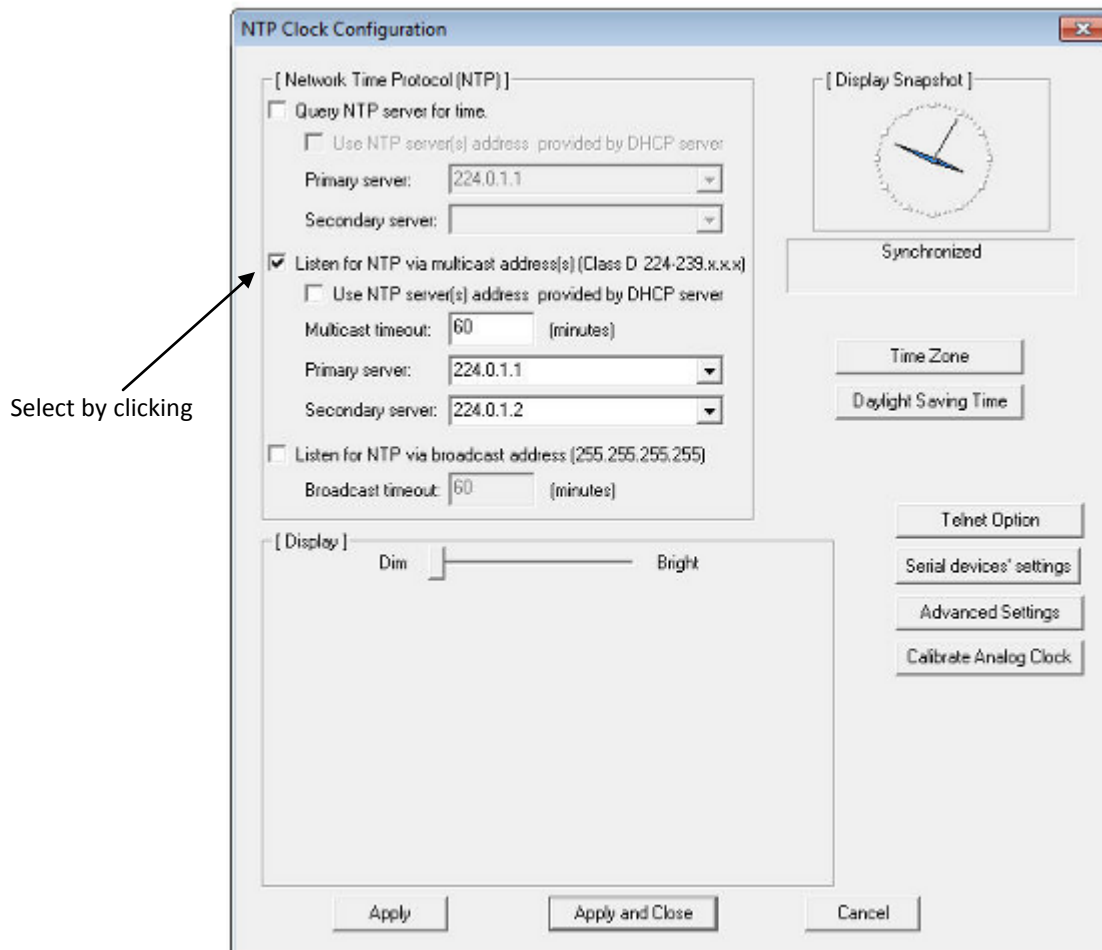 NTP Clock Configuration
[ Network Time Protocol (NTP) ]
Query NTP server for time.
Use NTP server(s) address provided by DHCP server
Primary server: 224.0.1.1
Secondary server:
Listen for NTP via multicast address(s) (Class D 224-239.x.x.x)
Use NTP server(s) address provided by DHCP server
Multicast timeout: 60 (minutes)
Primary server: 224.0.1.1
Secondary server: 224.0.1.2
Listen for NTP via broadcast address (255.255.255.255)
Broadcast timeout: 60 (minutes)
[ Display Snapshot ]
Synchronized
Time Zone
Daylight Saving Time
Select by clicking
Telnet Option
Serial devices' settings
Advanced Settings
Calibrate Analog Clock
[ Display ]
Dim Bright
Apply Apply and Close Cancel